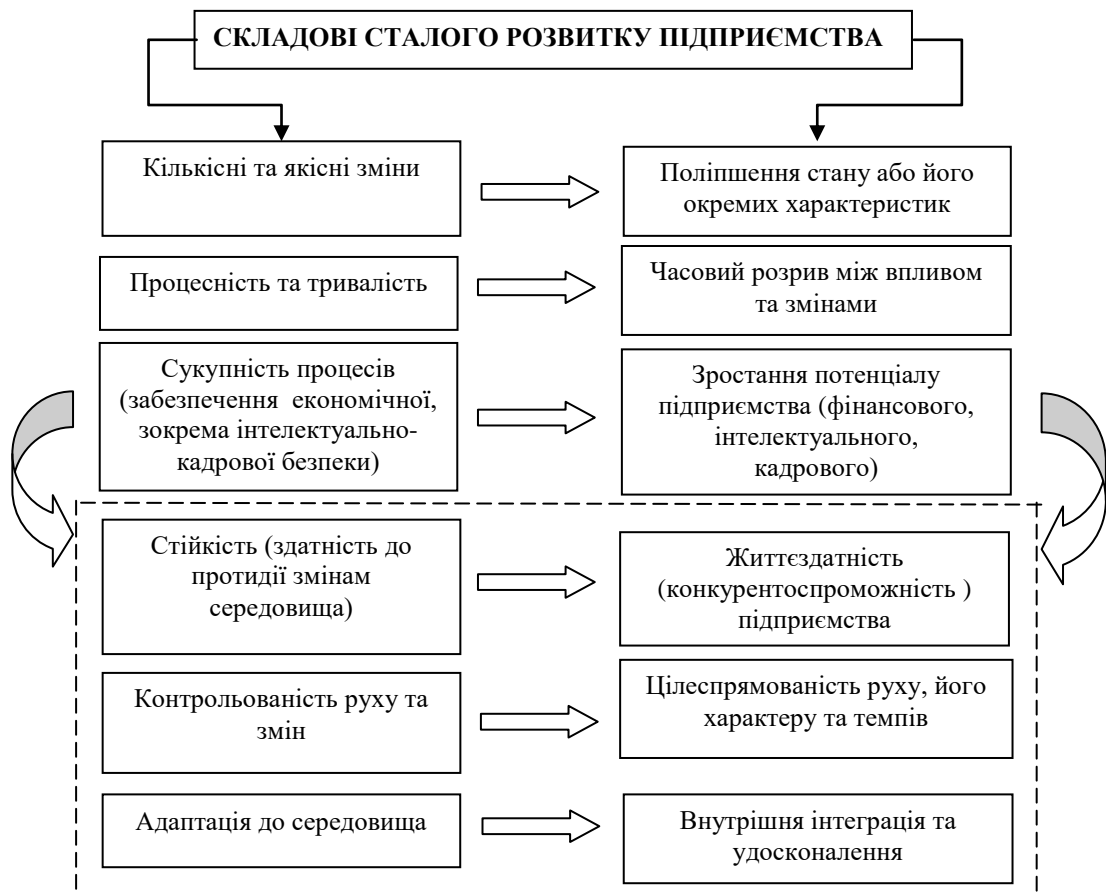 СКЛАДОВІ СТАЛОГО РОЗВИТКУ ПІДПРИЄМСТВА
Кількісні та якісні зміни
Поліпшення стану або його
окремих характеристик
Процесність та тривалість
Часовий розрив між впливом
та змінами
Сукупність процесів
(забезпечення економічної,
зокрема інтелектуально-
кадрової безпеки)
Зростання потенціалу
підприємства (фінансового,
інтелектуального,
кадрового)
Стійкість (здатність до
протидії змінам
середовища)
Життєздатність
(конкурентоспроможність )
підприємства
Контрольованість руху та
змін
Цілеспрямованість руху, його
характеру та темпів
Адаптація до середовища
Внутрішня інтеграція та
удосконалення